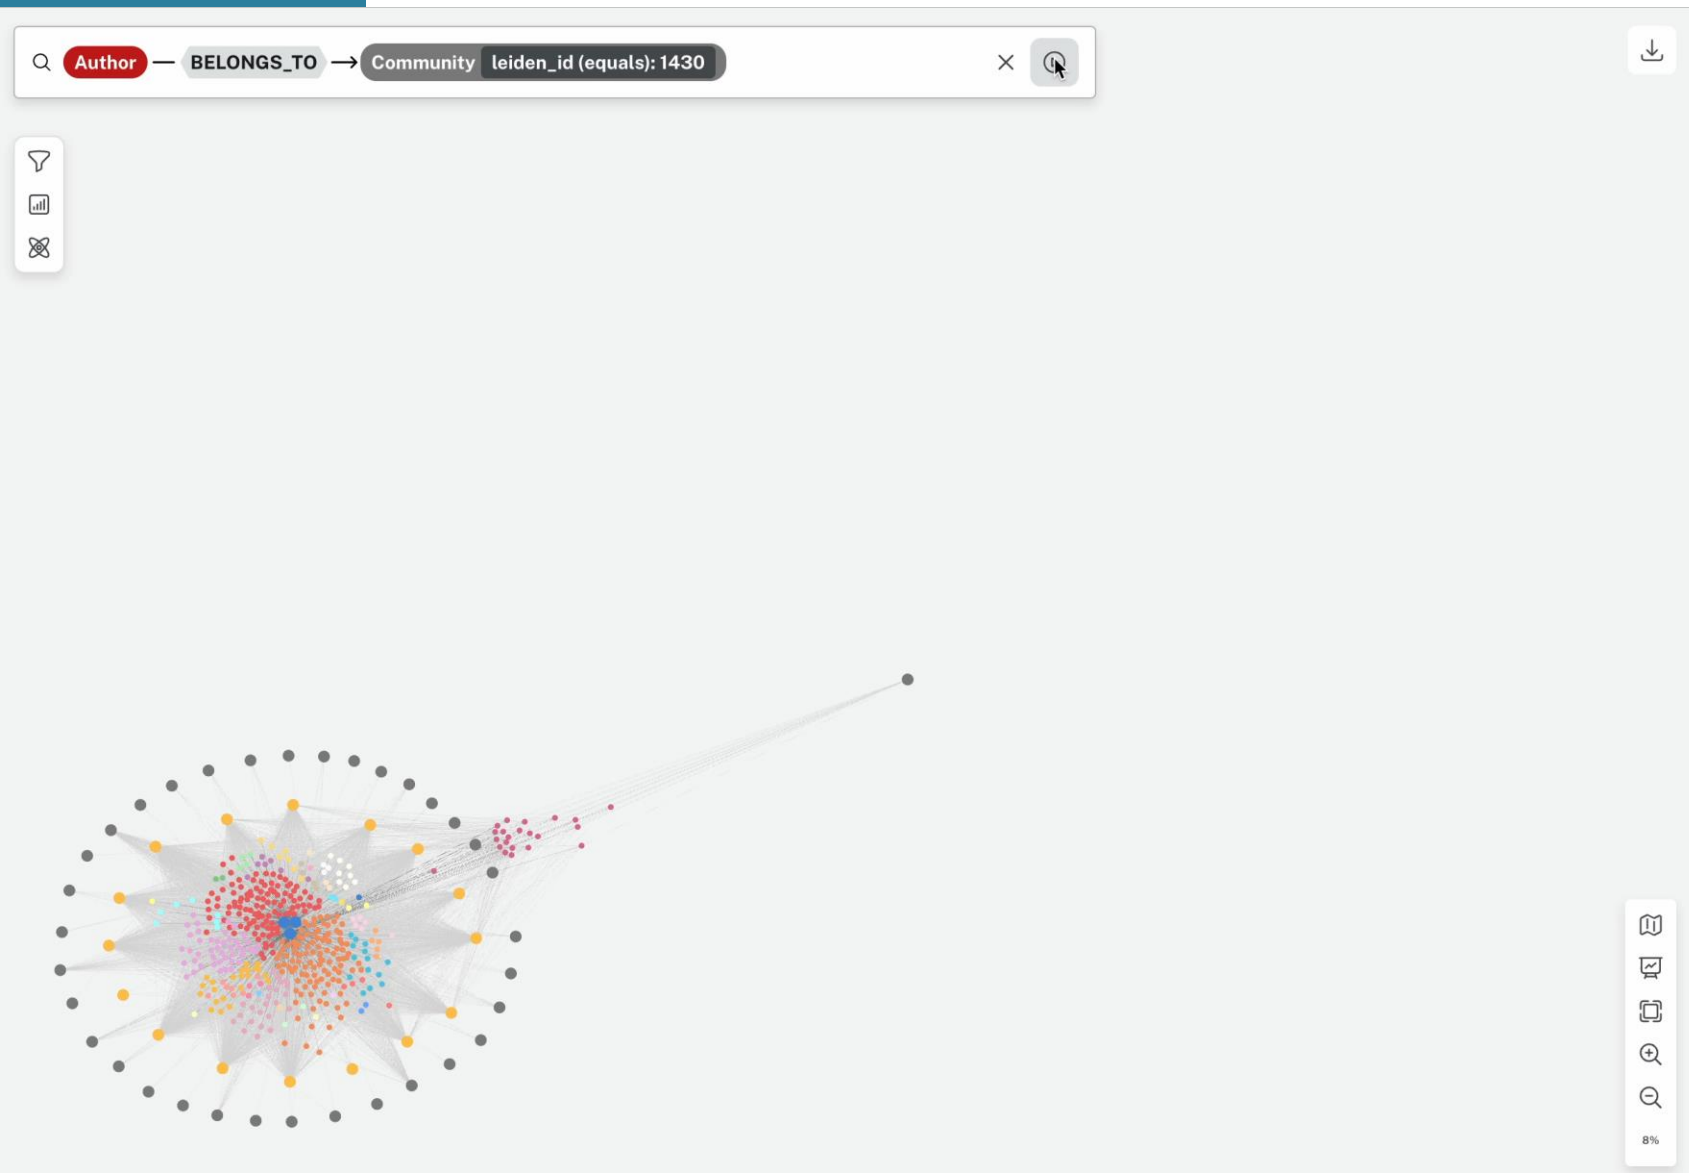 Author — BELONGS_TO → Community leiden_id (equals): 1430
8%